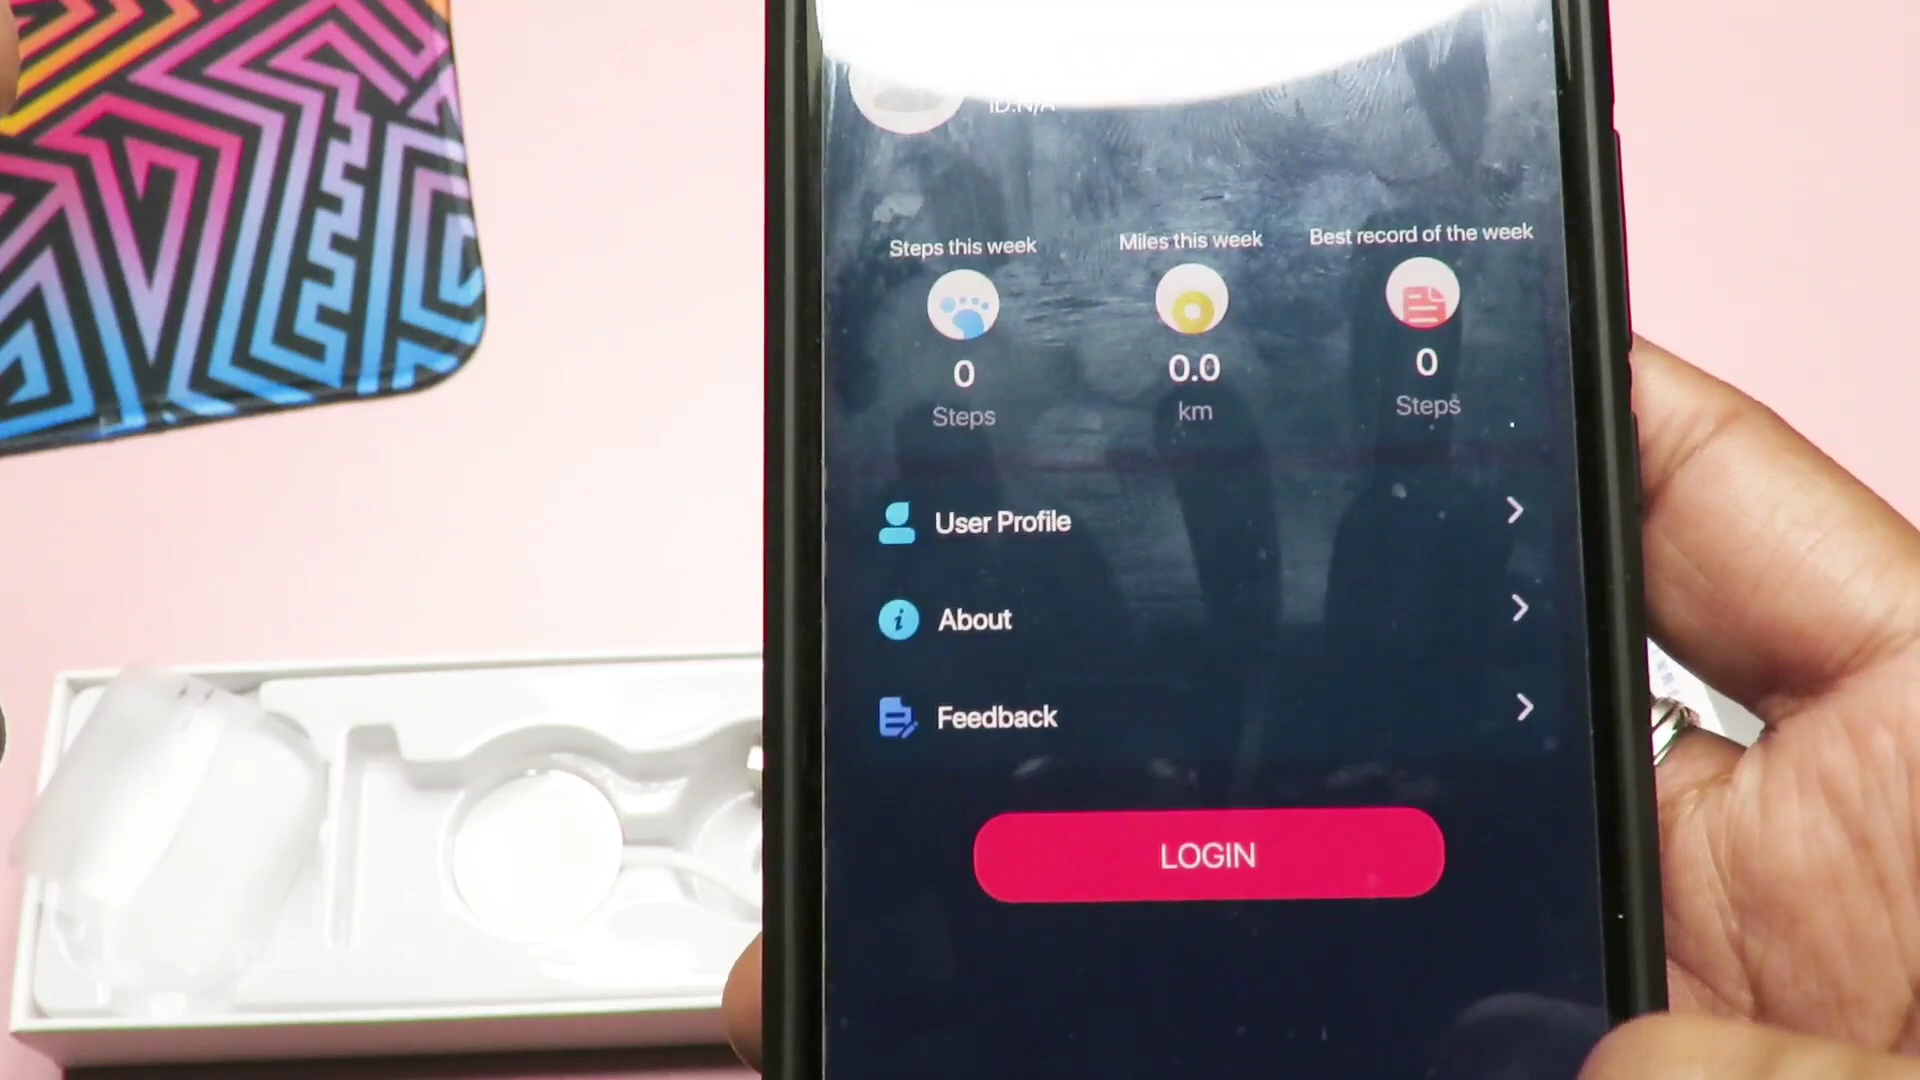 ID:N/A
Steps this week
Miles this week
Best record of the week
0
0.0
0
Steps
km
Steps
User Profile
About
Feedback
LOGIN